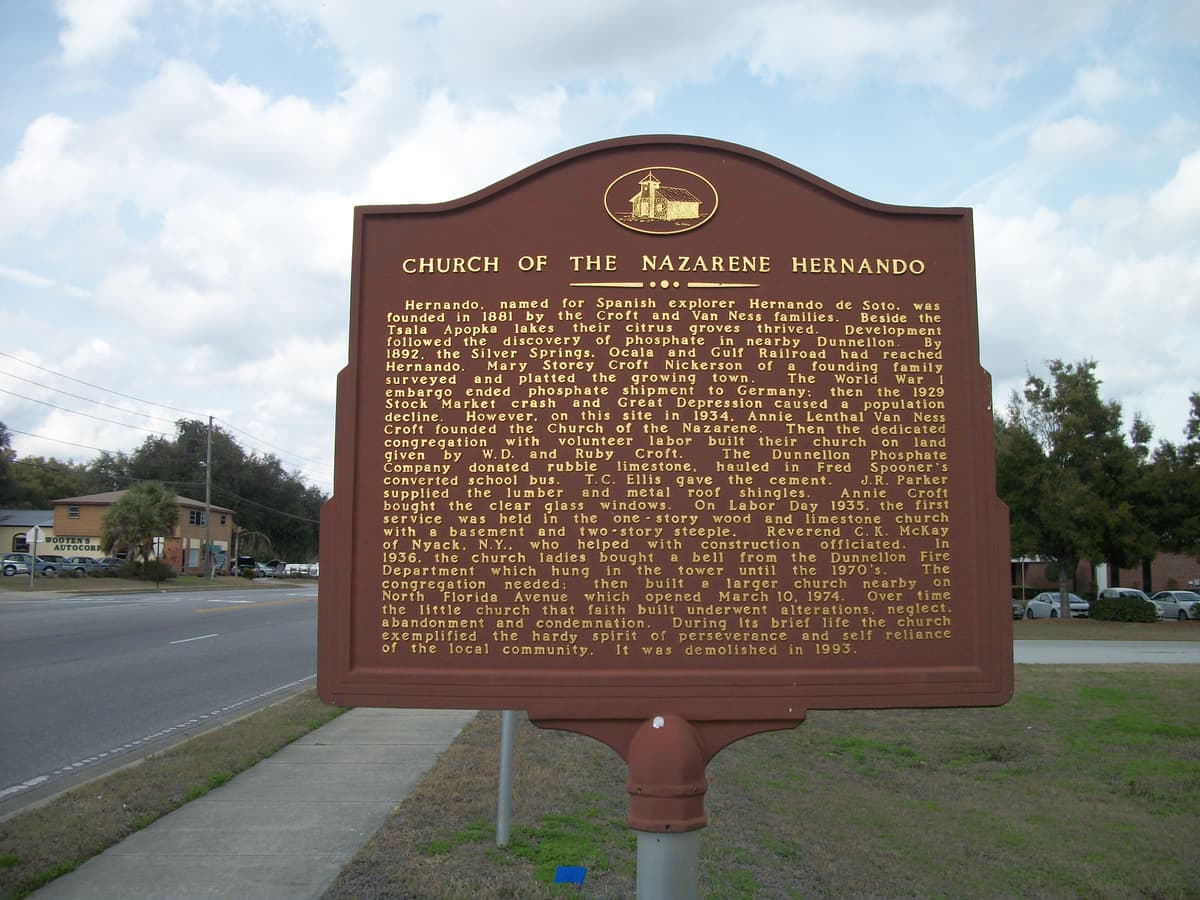 CHURCH OF THE NAZARENE HERNANDO
Hernando, named for Spanish explorer Hernando de Soto, was
founded in 1881 by the Croft and Van Ness families. Beside the
Tsala Apopka lakes their citrus groves thrived. Development
followed the discovery of phosphate in nearby Dunnellon. By
1892, the Silver Springs, Ocala and Gulf Railroad had reached
Hernando. Mary Storey Croft Nickerson of a founding family
surveyed and platted the growing town. The World War I
embargo ended phosphate shipment to Germany; then the 1929
Stock Market crash and Great Depression caused a population
decline. However, on this site in 1934, Annie Lenthal Van Ness
Croft founded the Church of the Nazarene. Then the dedicated
congregation with volunteer labor built their church on land
given by W.D. and Ruby Croft. The Dunnellon Phosphate
Company donated rubble limestone, hauled in Fred Spooner's
converted school bus. T.C. Ellis gave the cement. J.R. Parker
supplied the lumber and metal roof shingles. Annie Croft
bought the clear glass windows. On Labor Day 1935, the first
service was held in the one-story wood and limestone church
with a basement and two-story steeple. Reverend C.K. McKay
of Nyack, N.Y., who helped with construction officiated. In
1936, the church ladies bought a bell from the Dunnellon Fire
Department which hung in the tower until the 1970's. The
congregation needed; then built a larger church nearby on
North Florida Avenue which opened March 10, 1974. Over time
the little church that faith built underwent alterations, neglect,
abandonment and condemnation. During its brief life the church
exemplified the hardy spirit of perseverance and self reliance
of the local community. It was demolished in 1993.
WOOTEN'S
AUTOCORP